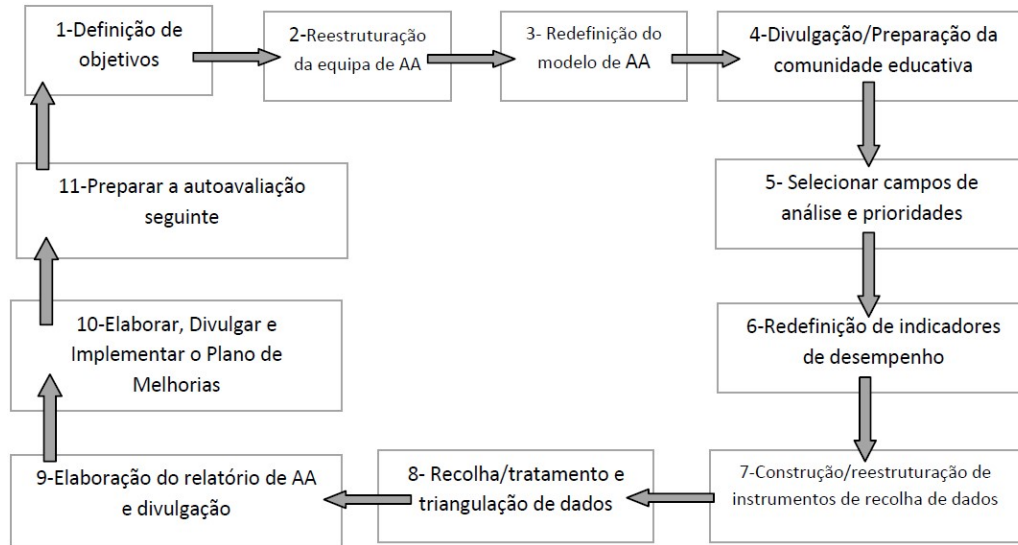 1-Definição de
objetivos
2-Reestruturação
da equipa de AA
3- Redefinição do
modelo de AA
4-Divulgação/Preparação da
comunidade educativa
5- Selecionar campos de
análise e prioridades
6-Redefinição de indicadores
de desempenho
7-Construção/reestruturação de
instrumentos de recolha de dados
8- Recolha/tratamento e
triangulação de dados
9-Elaboração do relatório de AA
e divulgação
10-Elaborar, Divulgar e
Implementar o Plano de
Melhorias
11-Preparar a autoavaliação
seguinte